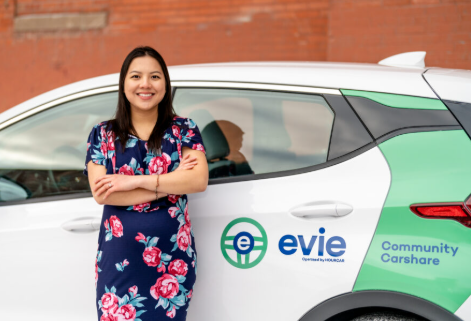 e
evie
Operated by HOURCAR
Community
Carshare